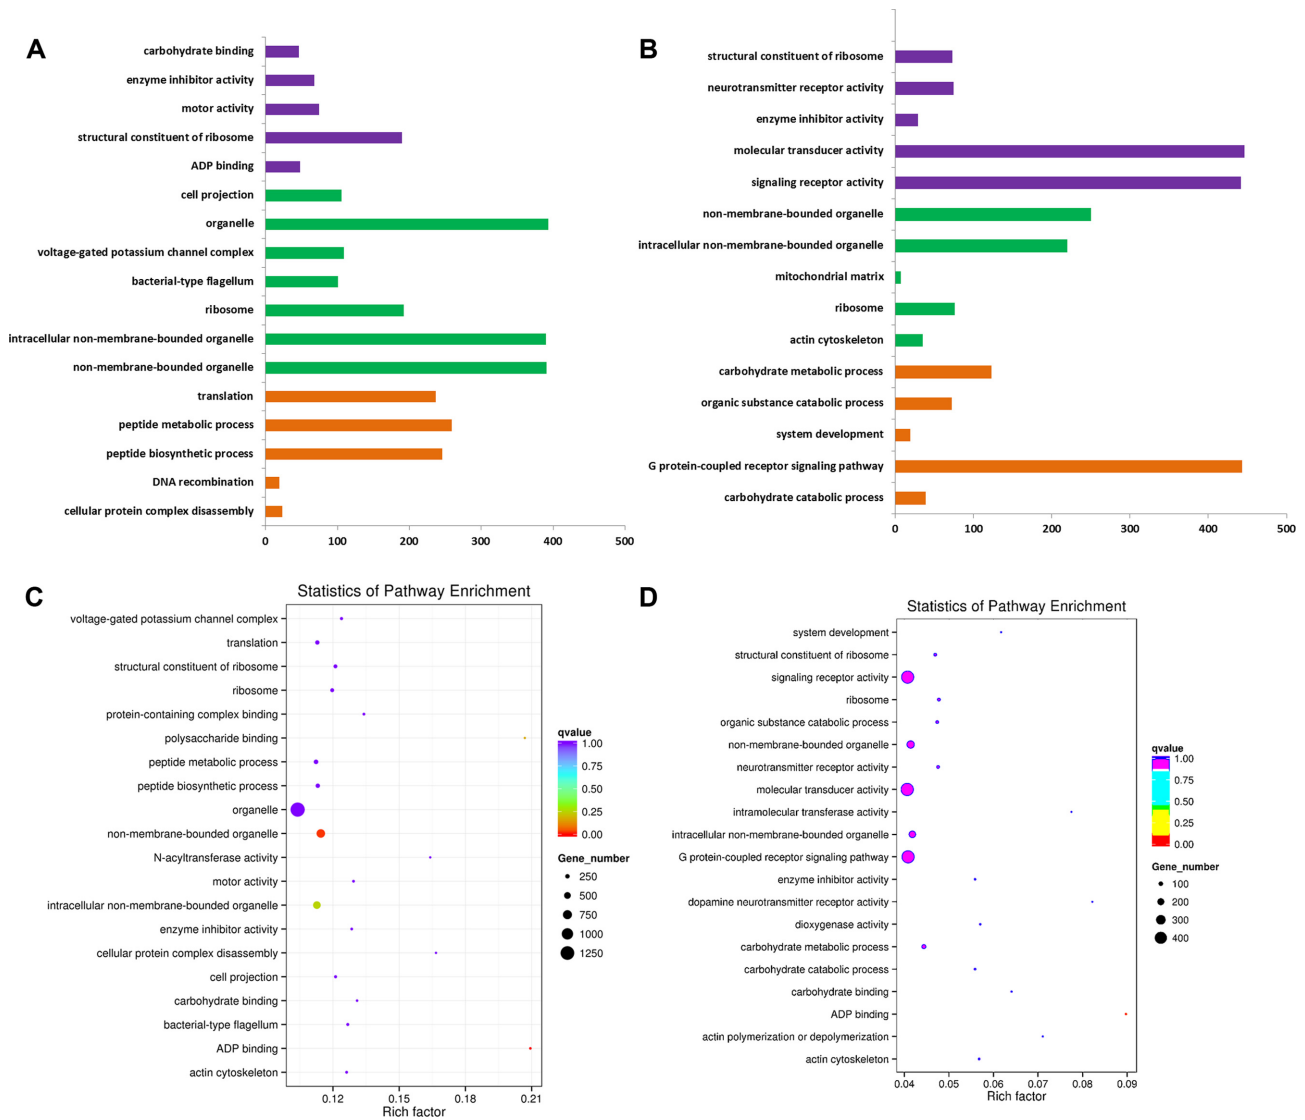 A
carbohydrate binding
enzyme inhibitor activity
motor activity
structural constituent of ribosome
ADP binding
cell projection
organelle
voltage-gated potassium channel complex
bacterial-type flagellum
ribosome
intracellular non-membrane-bounded organelle
non-membrane-bounded organelle
translation
peptide metabolic process
peptide biosynthetic process
DNA recombination
cellular protein complex disassembly
0 100 200 300 400 500
B
structural constituent of ribosome
neurotransmitter receptor activity
enzyme inhibitor activity
molecular transducer activity
signaling receptor activity
non-membrane-bounded organelle
intracellular non-membrane-bounded organelle
mitochondrial matrix
ribosome
actin cytoskeleton
carbohydrate metabolic process
organic substance catabolic process
system development
G protein-coupled receptor signaling pathway
carbohydrate catabolic process
0 100 200 300 400 500
C
Statistics of Pathway Enrichment
voltage-gated potassium channel complex
translation
structural constituent of ribosome
ribosome
protein-containing complex binding
polysaccharide binding
peptide metabolic process
peptide biosynthetic process
organelle
non-membrane-bounded organelle
N-acyltransferase activity
motor activity
intracellular non-membrane-bounded organelle
enzyme inhibitor activity
cellular protein complex disassembly
cell projection
carbohydrate binding
bacterial-type flagellum
ADP binding
actin cytoskeleton
0.12 0.15 0.18 0.21
Rich factor
qvalue
1.00
0.75
0.50
0.25
0.00
Gene_number
250
500
750
1000
1250
D
Statistics of Pathway Enrichment
system development
structural constituent of ribosome
signaling receptor activity
ribosome
organic substance catabolic process
non-membrane-bounded organelle
neurotransmitter receptor activity
molecular transducer activity
intramolecular transferase activity
intracellular non-membrane-bounded organelle
G protein-coupled receptor signaling pathway
enzyme inhibitor activity
dopamine neurotransmitter receptor activity
dioxygenase activity
carbohydrate metabolic process
carbohydrate catabolic process
carbohydrate binding
ADP binding
actin polymerization or depolymerization
actin cytoskeleton
0.04 0.05 0.06 0.07 0.08 0.09
Rich factor
qvalue
1.00
0.75
0.50
0.25
0.00
Gene_number
100
200
300
400